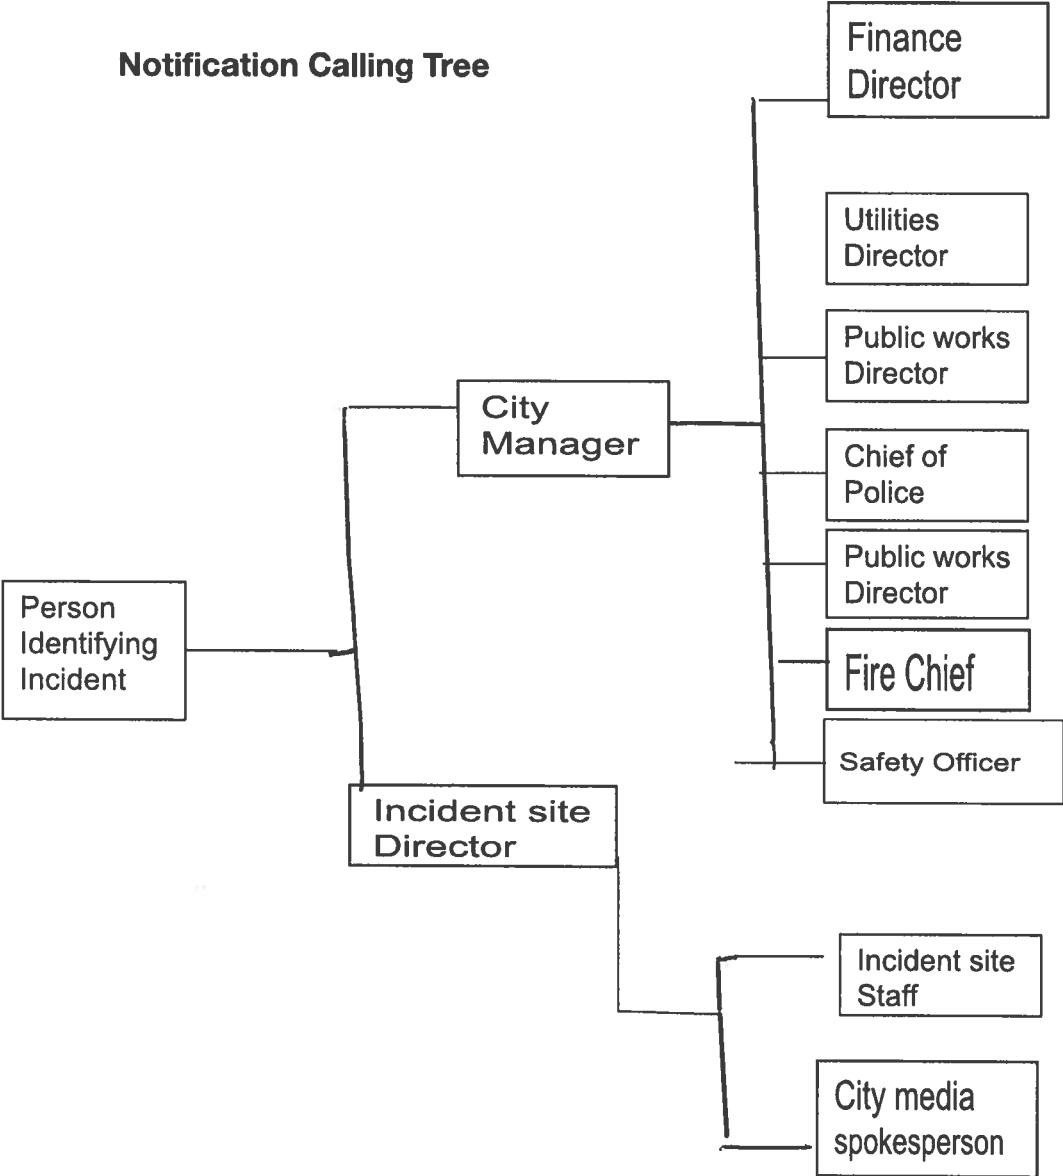 Notification Calling Tree
Finance
Director
Utilities
Director
Public works
Director
City
Manager
Chief of
Police
Public works
Director
Person
Identifying
Incident
Fire Chief
Safety Officer
Incident site
Director
Incident site
Staff
City media
spokesperson